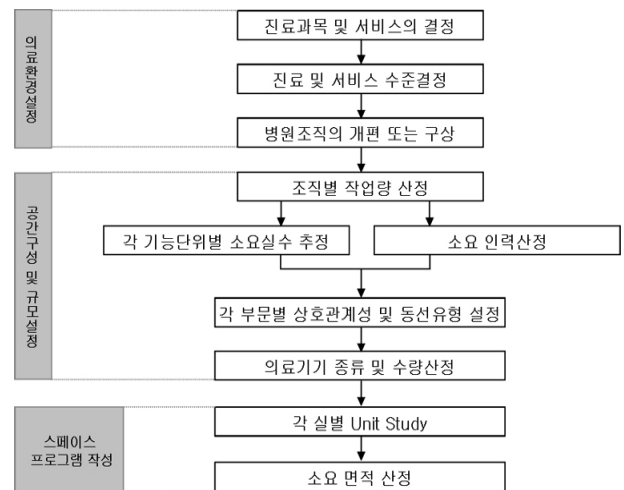 의료환경설정
진료과목 및 서비스의 결정
진료 및 서비스 수준결정
병원조직의 개편 또는 구상
공간구성 및 규모설정
조직별 작업량 산정
각 기능단위별 소요실수 추정
소요 인력산정
각 부문별 상호관계성 및 동선유형 설정
의료기기 종류 및 수량산정
스페이스
프로그램 작성
각 실별 Unit Study
소요 면적 산정